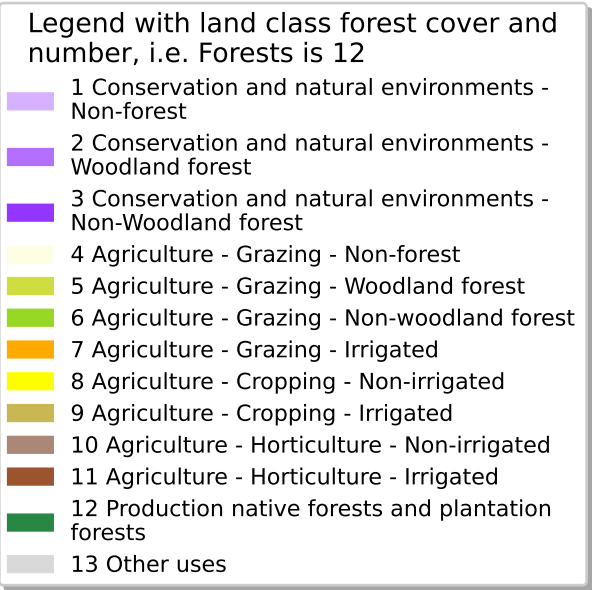 Legend with land class forest cover and
number, i.e. Forests is 12
1 Conservation and natural environments -
Non-forest
2 Conservation and natural environments -
Woodland forest
3 Conservation and natural environments -
Non-Woodland forest
4 Agriculture - Grazing - Non-forest
5 Agriculture - Grazing - Woodland forest
6 Agriculture - Grazing - Non-woodland forest
7 Agriculture - Grazing - Irrigated
8 Agriculture - Cropping - Non-irrigated
9 Agriculture - Cropping - Irrigated
10 Agriculture - Horticulture - Non-irrigated
11 Agriculture - Horticulture - Irrigated
12 Production native forests and plantation
forests
13 Other uses